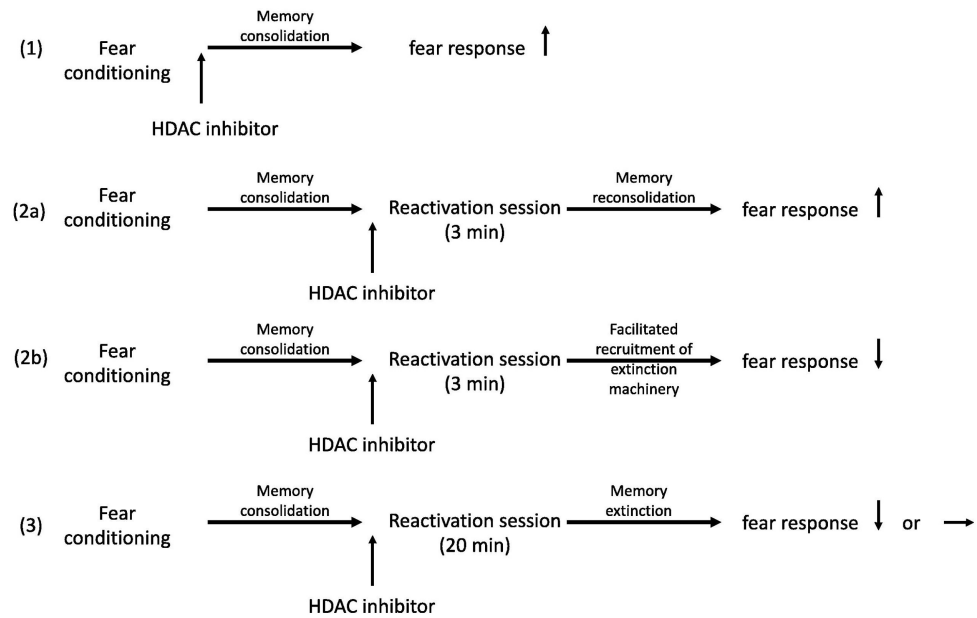 (1)
Fear
conditioning
Memory
consolidation
fear response
HDAC inhibitor
(2a)
Fear
conditioning
Memory
consolidation
Reactivation session
(3 min)
Memory
reconsolidation
fear response
HDAC inhibitor
(2b)
Fear
conditioning
Memory
consolidation
Reactivation session
(3 min)
Facilitated
recruitment of
extinction
machinery
fear response
HDAC inhibitor
(3)
Fear
conditioning
Memory
consolidation
Reactivation session
(20 min)
Memory
extinction
fear response
or
HDAC inhibitor